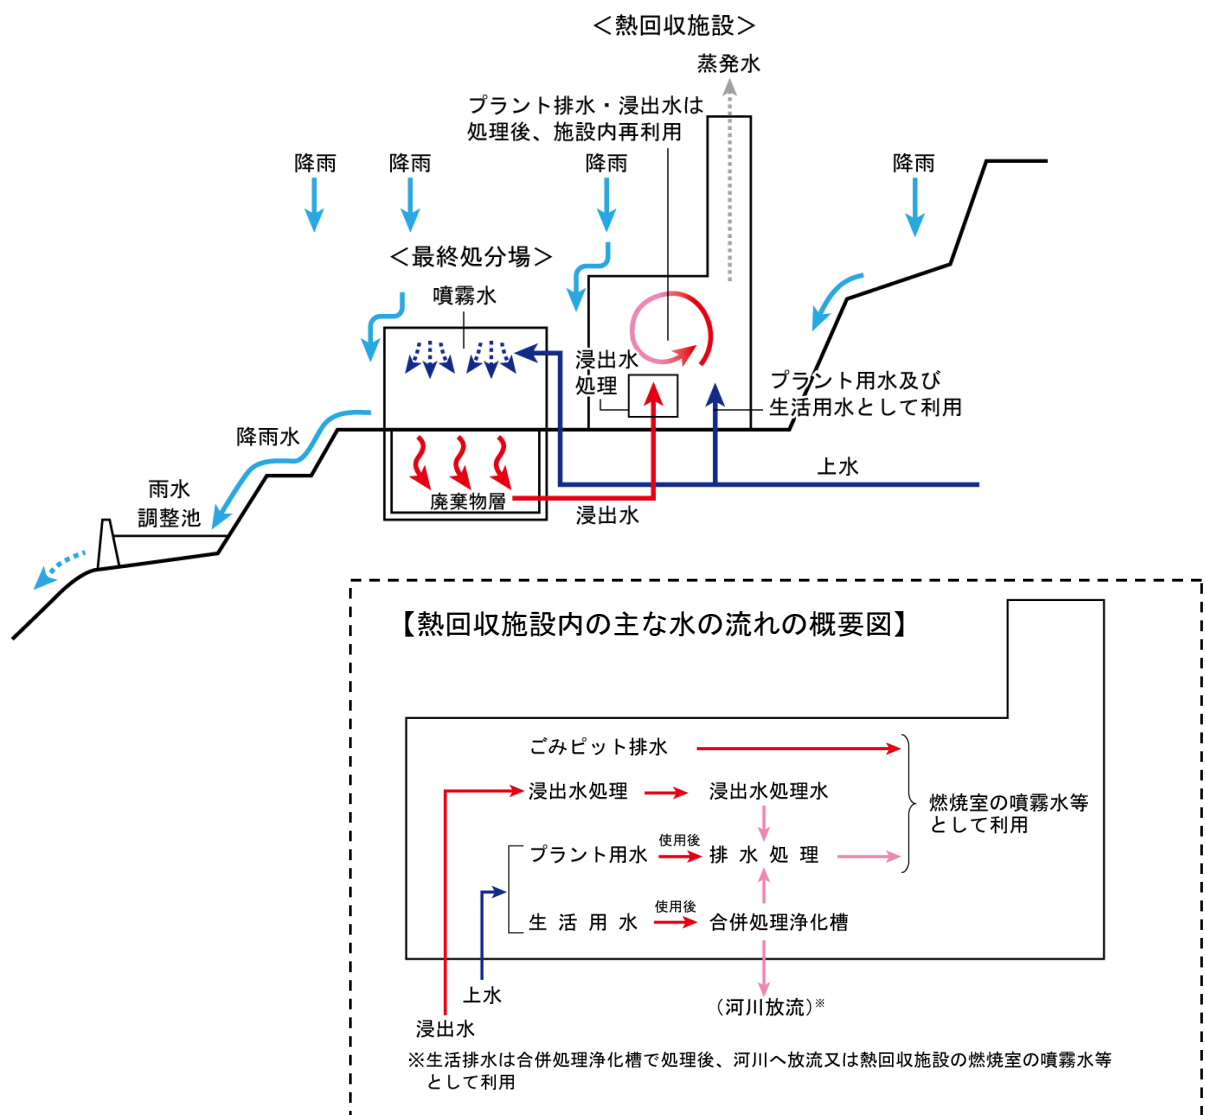 ＜熱回収施設＞
蒸発水
プラント排水・浸出水は
処理後、施設内再利用
降雨
降雨
降雨
降雨
＜最終処分場＞
噴霧水
浸出水
処理
プラント用水及び
生活用水として利用
降雨水
上水
雨水
調整池
廃棄物層
浸出水
【熱回収施設内の主な水の流れの概要図】
ごみピット排水
浸出水処理
浸出水処理水
燃焼室の噴霧水等
として利用
プラント用水
使用後
排水処理
生活用水
使用後
合併処理浄化槽
上水
（河川放流）※
浸出水
※生活排水は合併処理浄化槽で処理後、河川へ放流又は熱回収施設の燃焼室の噴霧水等
として利用